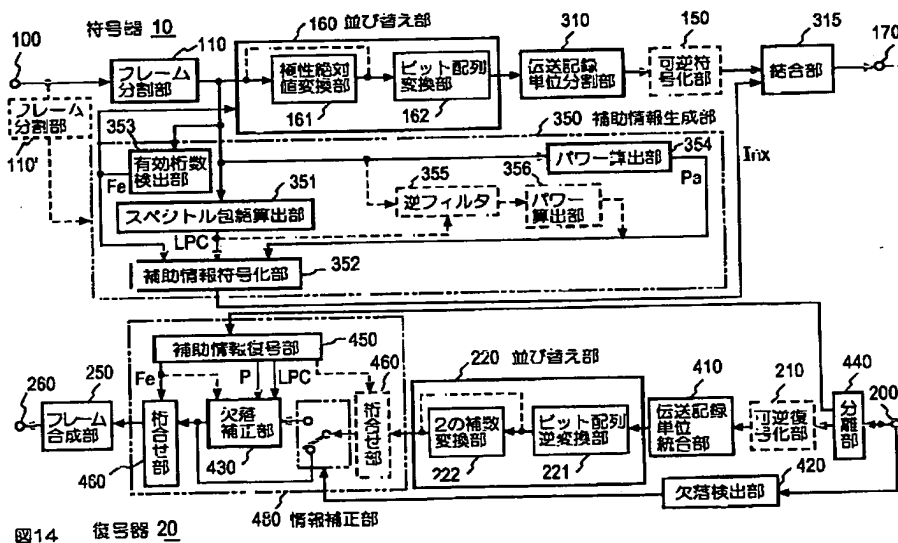 符号器 10
100
110
フレーム
分割部
フレーム
分割部
110'
160 並び替え部
極性絶対
値変換部
161
ビット配列
変換部
162
310
伝送記録
単位分割部
150
可逆符号
化部
315
結合部
170
350 補助情報生成部
353
有効桁数
検出部
Fe
351
スペクトル包絡算出部
LPC
352
補助情報符号化部
355
逆フィルタ
356
パワー
算出部
354
パワー算出部
Pa
Inx
450
補助情報復号部
Fe
P
LPC
260
250
フレーム
合成部
桁合せ部
460
欠落
補正部
430
460
桁合せ部
480 情報補正部
220 並び替え部
2の補数
変換部
222
ビット配列
逆変換部
221
410
伝送記録
単位
統合部
210
可逆復
号化部
440
分離部
200
420
欠落検出部
図14
復号器 20